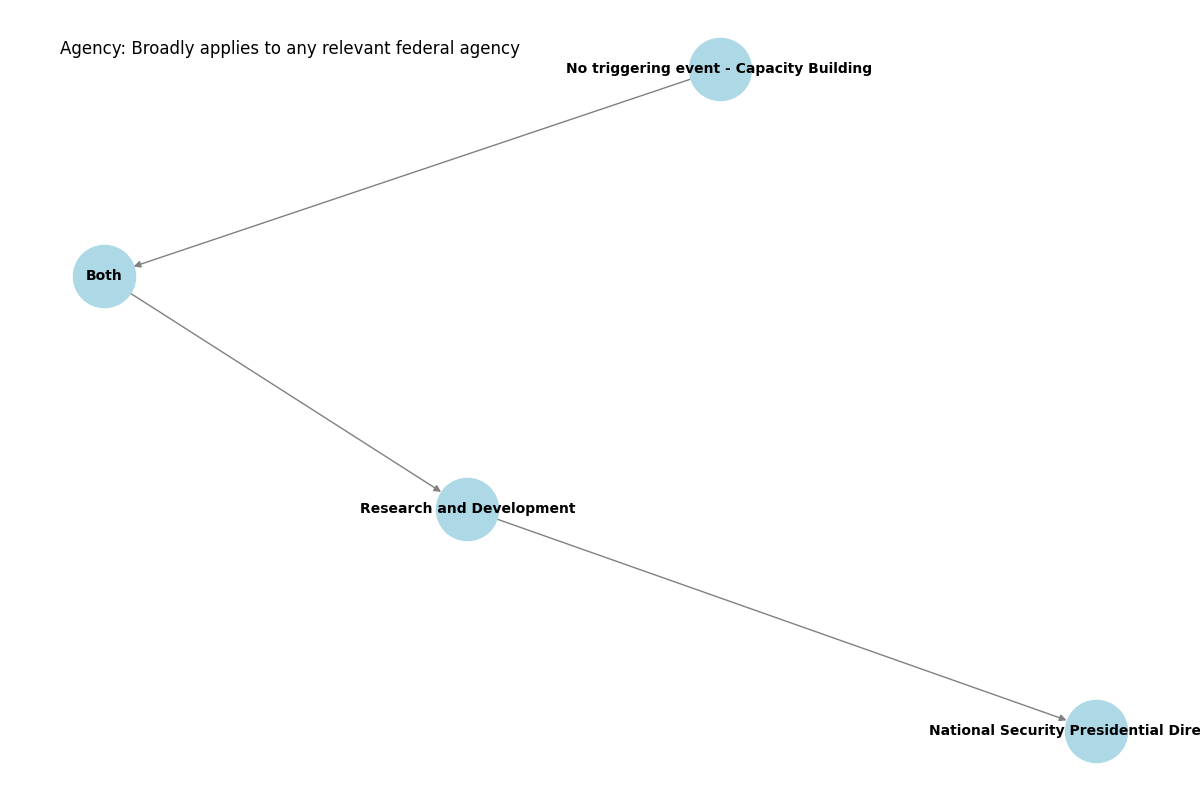 Agency: Broadly applies to any relevant federal agency
No triggering event - Capacity Building
Both
Research and Development
National Security Presidential Dire